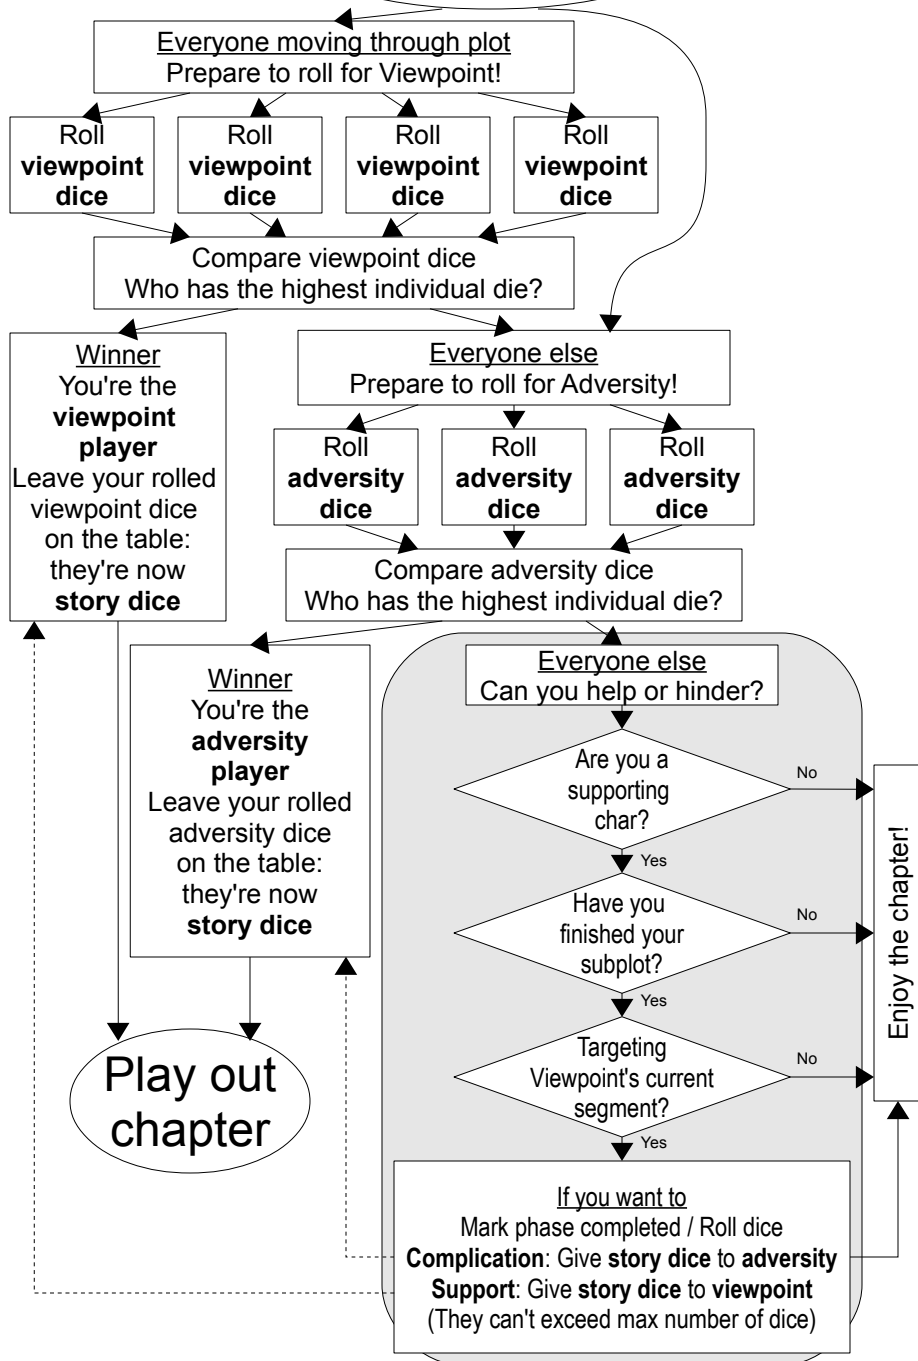 Everyone moving through plot
Prepare to roll for Viewpoint!
Roll
viewpoint
dice
Roll
viewpoint
dice
Roll
viewpoint
dice
Roll
viewpoint
dice
Compare viewpoint dice
Who has the highest individual die?
Winner
You're the
viewpoint
player
Leave your rolled
viewpoint dice
on the table:
they're now
story dice
Everyone else
Prepare to roll for Adversity!
Roll
adversity
dice
Roll
adversity
dice
Roll
adversity
dice
Compare adversity dice
Who has the highest individual die?
Winner
You're the
adversity
player
Leave your rolled
adversity dice
on the table:
they're now
story dice
Play out
chapter
Everyone else
Can you help or hinder?
Are you a
supporting
char?
No
Yes
Have you
finished your
subplot?
No
Yes
Targeting
Viewpoint's current
segment?
No
Yes
Enjoy the chapter!
If you want to
Mark phase completed / Roll dice
Complication: Give story dice to adversity
Support: Give story dice to viewpoint
(They can't exceed max number of dice)